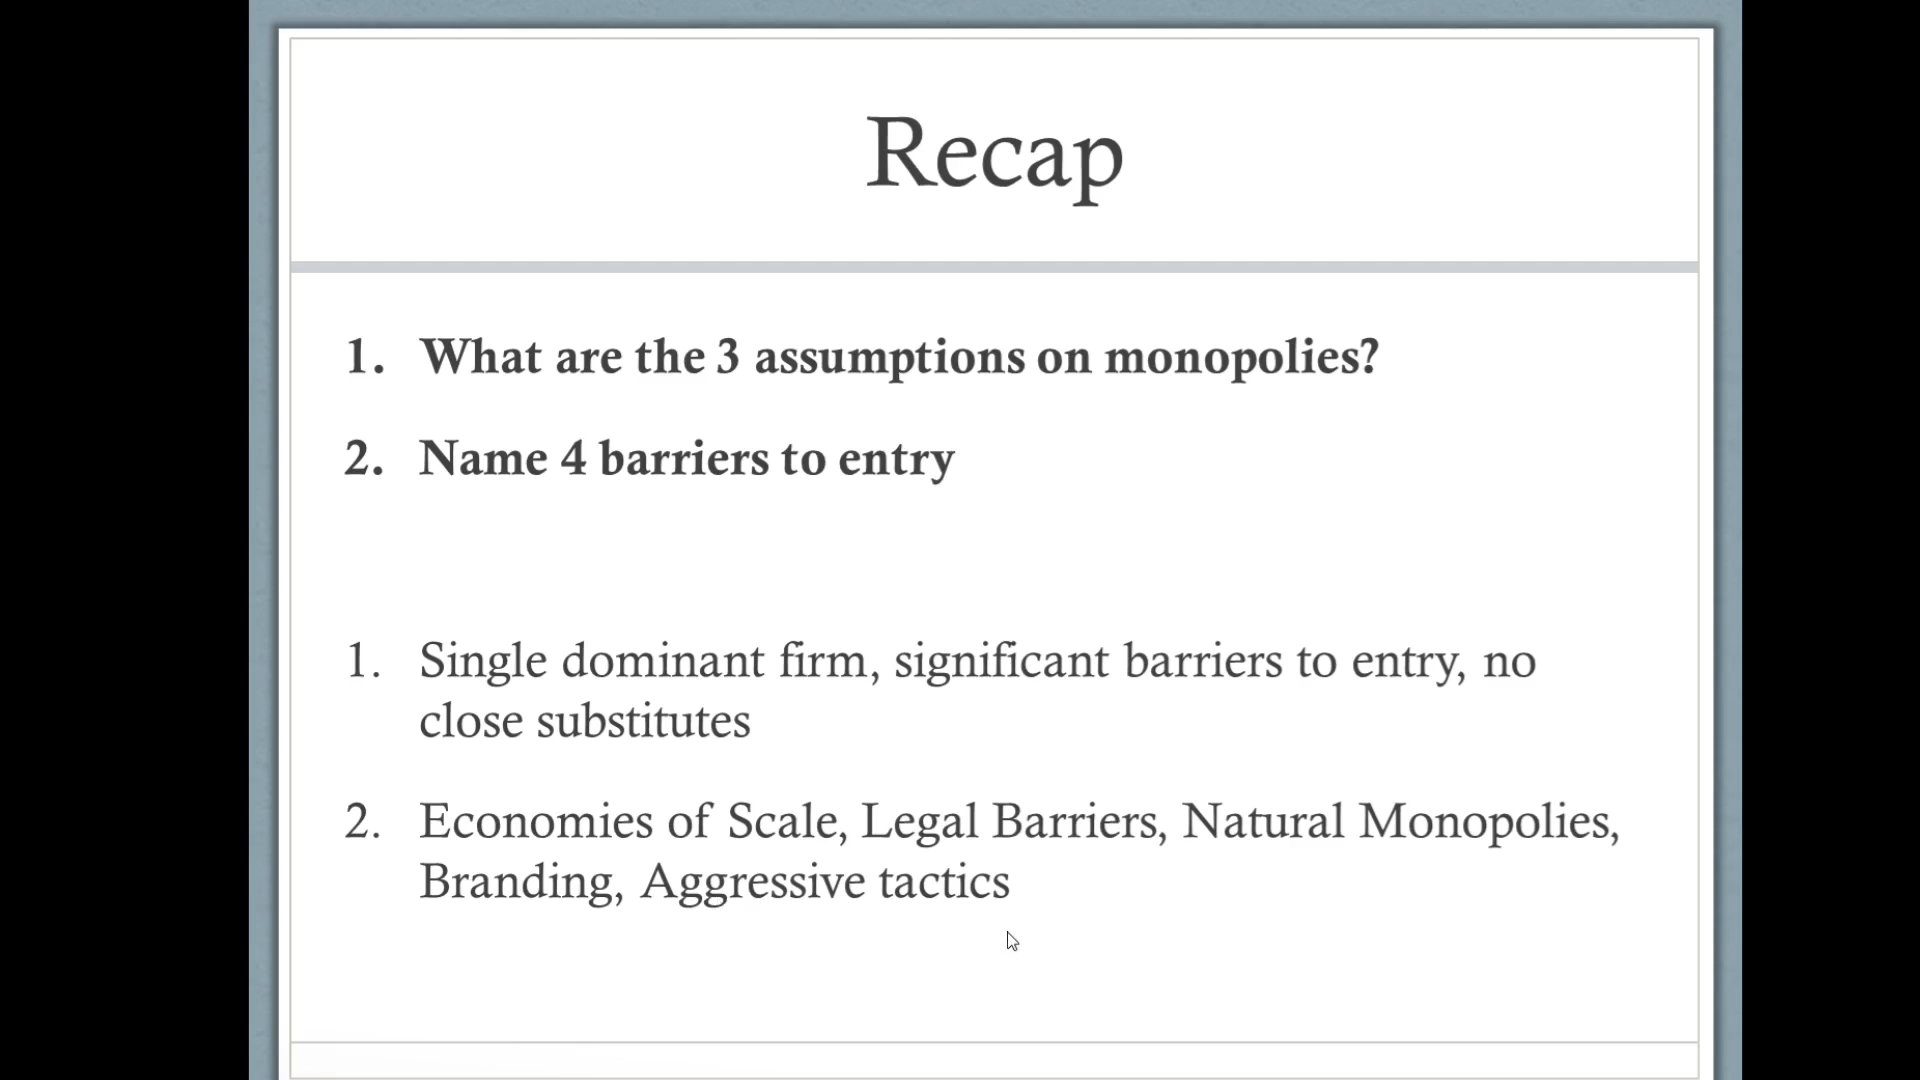 Recap
1. What are the 3 assumptions on monopolies?
2. Name 4 barriers to entry
1. Single dominant firm, significant barriers to entry, no
close substitutes
2. Economies of Scale, Legal Barriers, Natural Monopolies,
Branding, Aggressive tactics